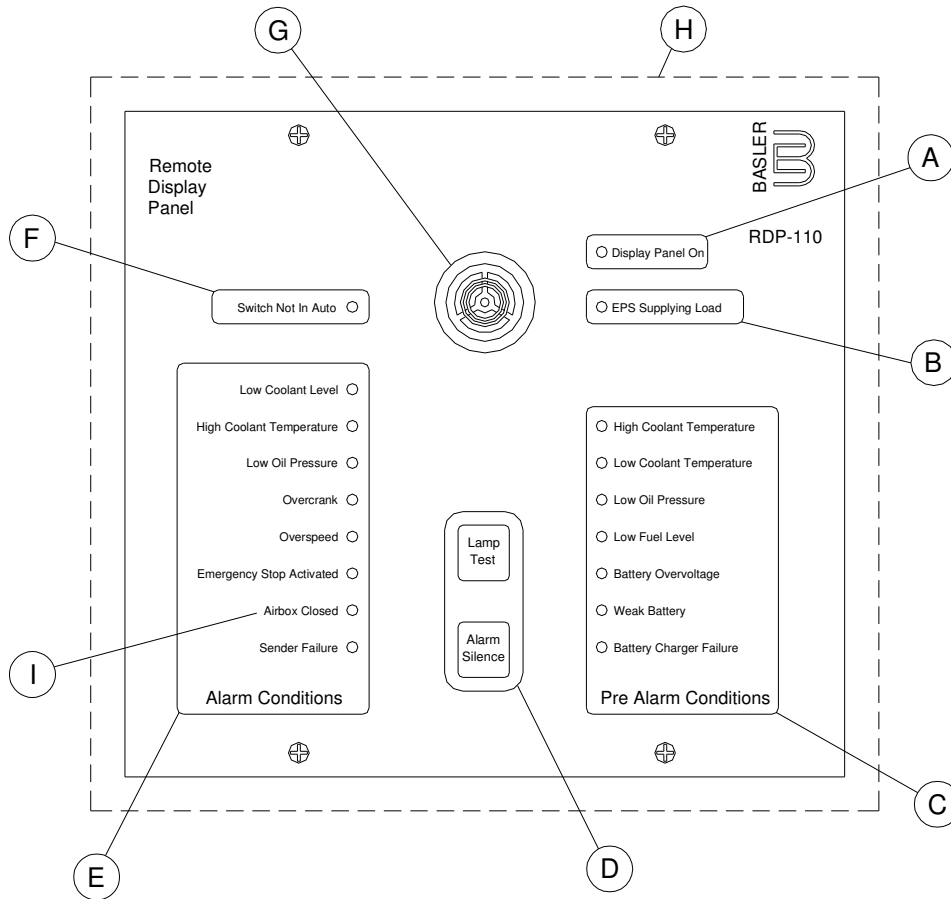 G
H
BASLER
A
Remote
Display
Panel
F
RDP-110
Display Panel On
Switch Not In Auto
EPS Supplying Load
B
Low Coolant Level
High Coolant Temperature
Low Oil Pressure
Overcrank
Overspeed
Emergency Stop Activated
Airbox Closed
Sender Failure
Alarm Conditions
I
Lamp
Test
Alarm
Silence
High Coolant Temperature
Low Coolant Temperature
Low Oil Pressure
Low Fuel Level
Battery Overvoltage
Weak Battery
Battery Charger Failure
Pre Alarm Conditions
C
D
E